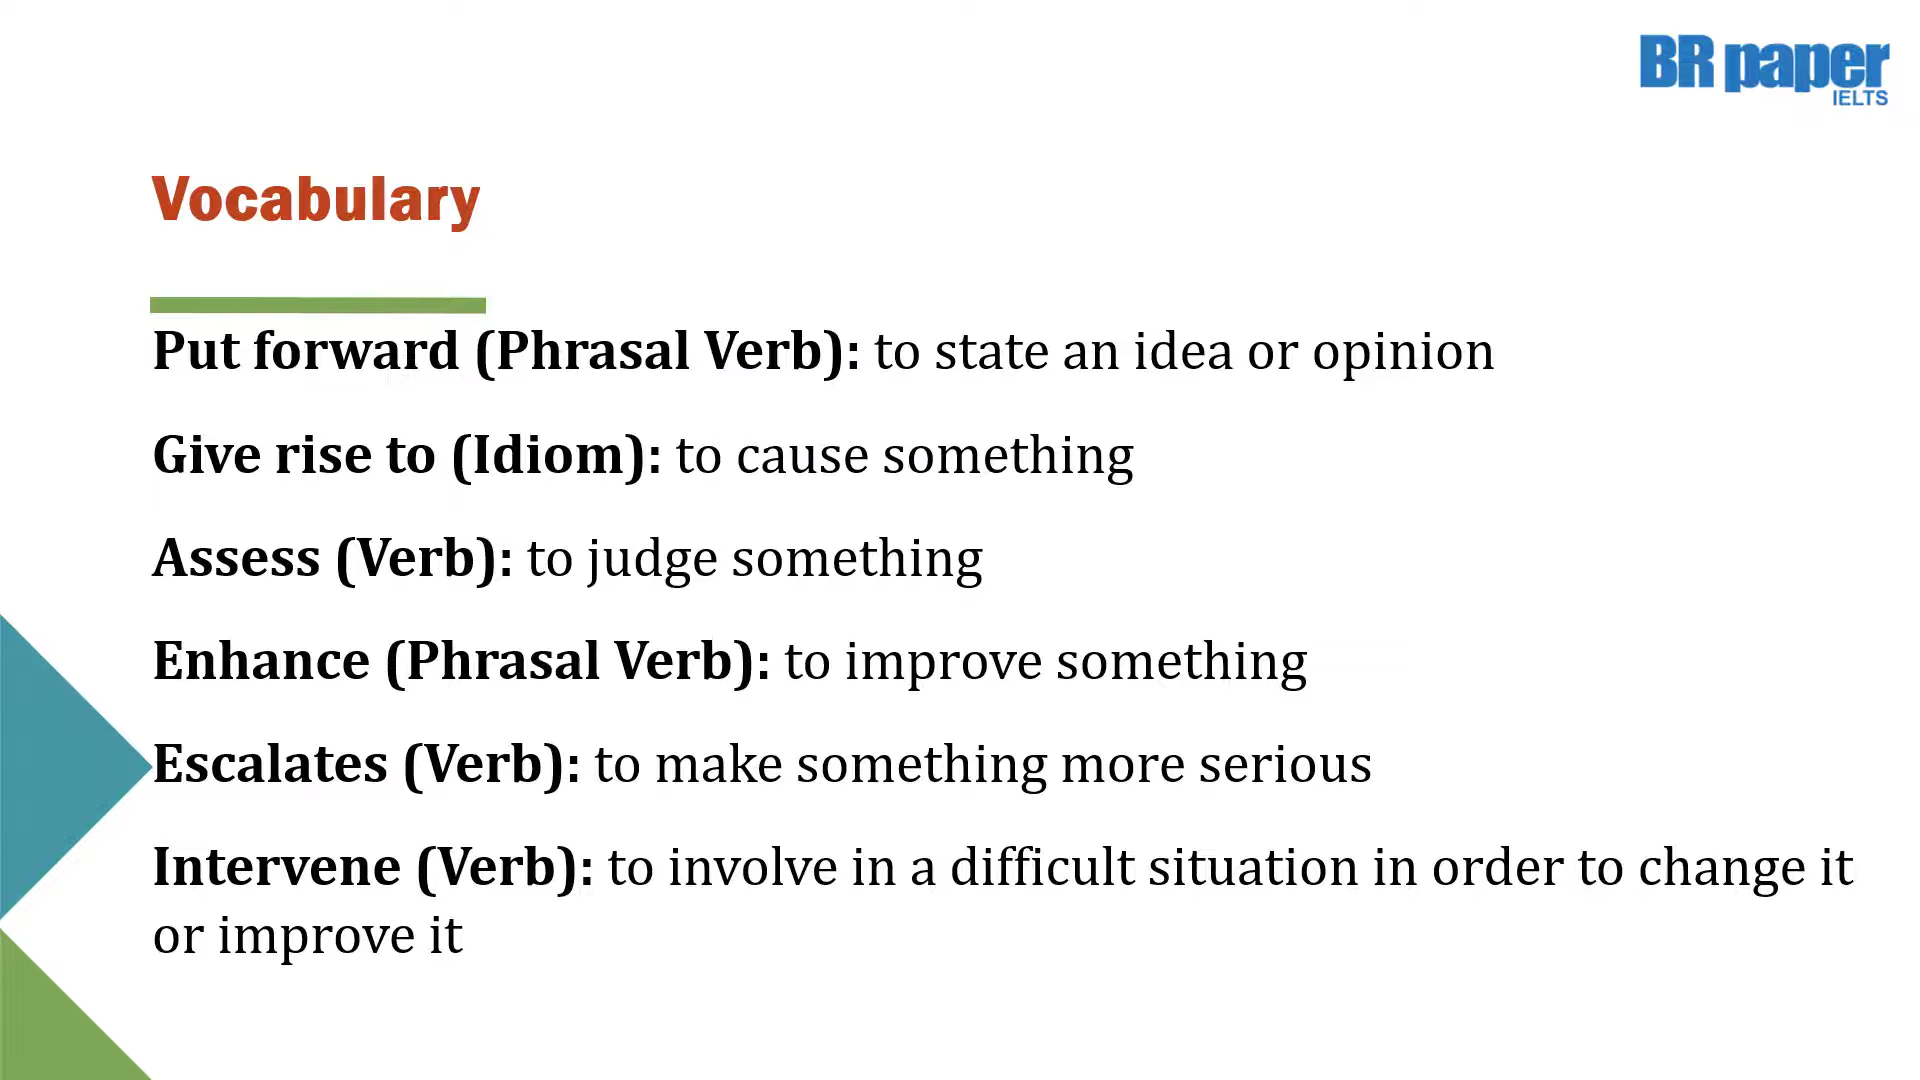 BR paper
IELTS
Vocabulary
Put forward (Phrasal Verb): to state an idea or opinion
Give rise to (Idiom): to cause something
Assess (Verb): to judge something
Enhance (Phrasal Verb): to improve something
Escalates (Verb): to make something more serious
Intervene (Verb): to involve in a difficult situation in order to change it
or improve it